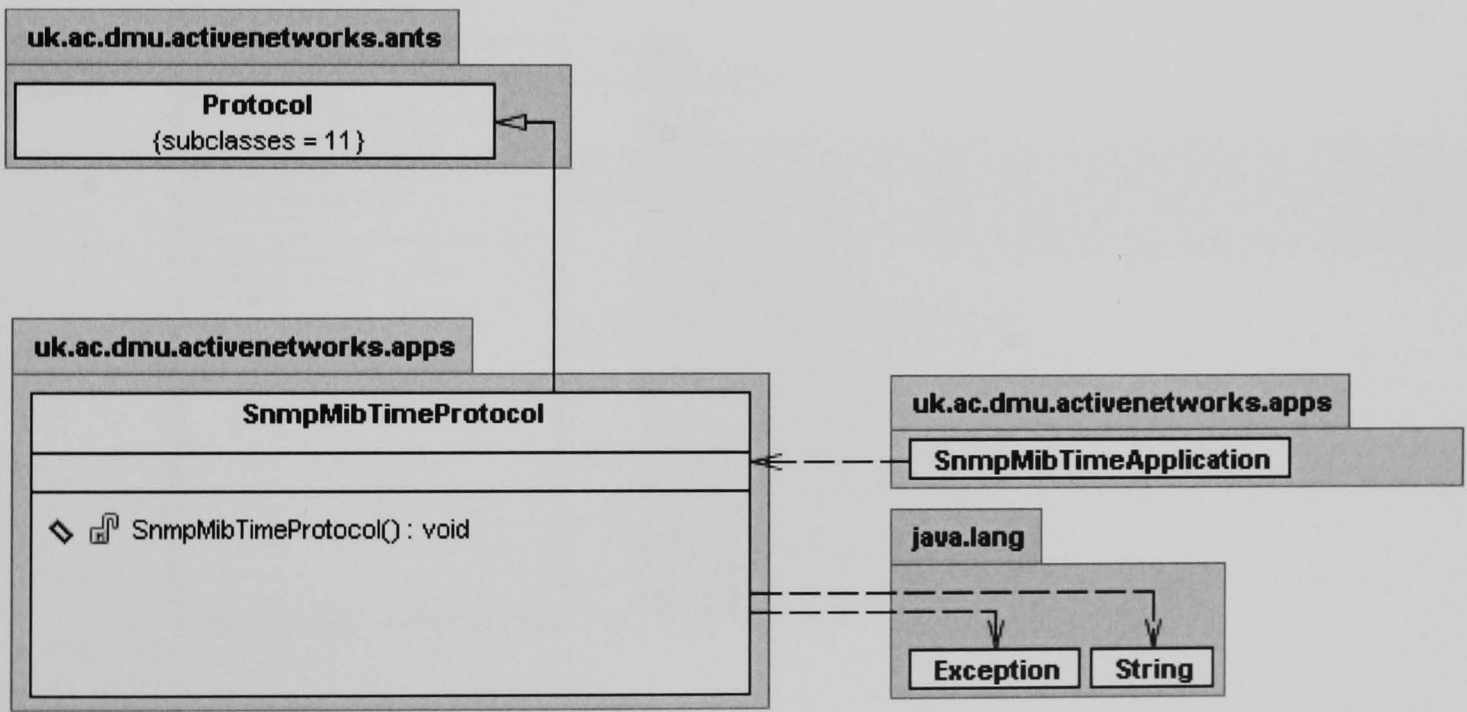 uk.ac.dmu.activenetworks.ants
Protocol
{subclasses = 11}
uk.ac.dmu.activenetworks.apps
SnmpMibTimeProtocol
SnmpMibTimeProtocol() : void
uk.ac.dmu.activenetworks.apps
SnmpMibTimeApplication
java.lang
Exception
String